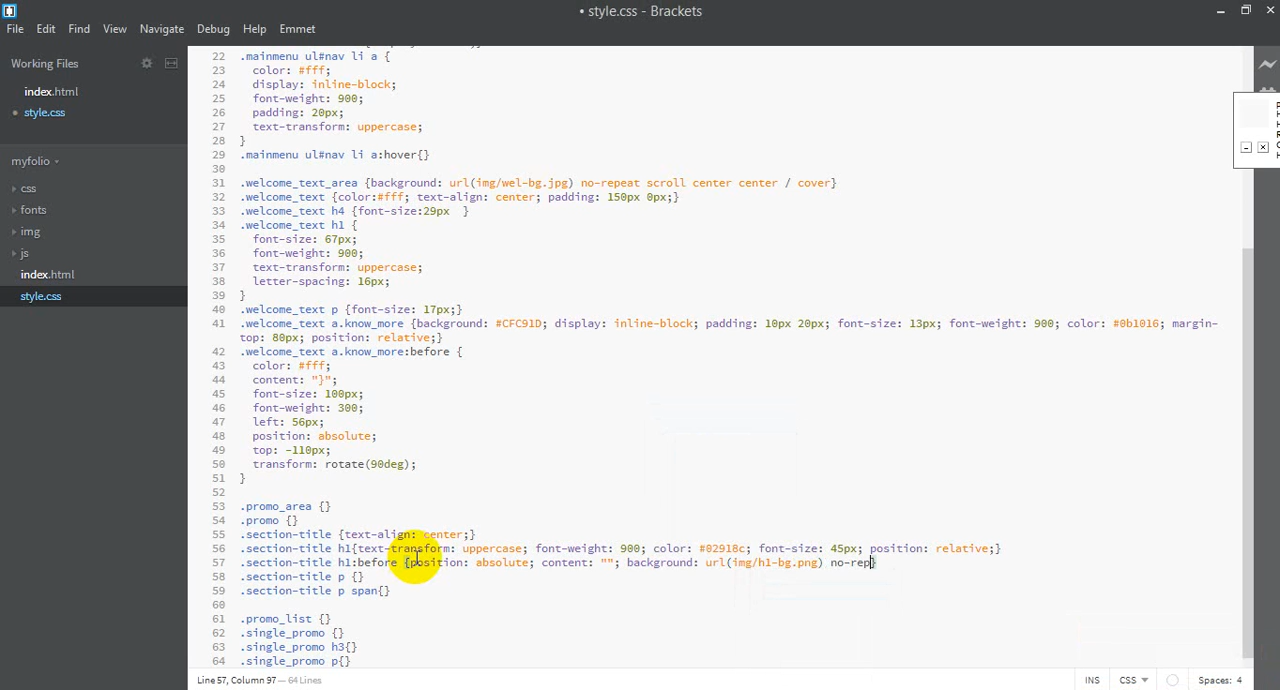 • style.css - Brackets
File Edit Find View Navigate Debug Help Emmet
Working Files
index.html
• style.css
myfolio
css
fonts
img
js
index.html
style.css
22 .mainmenu ul#nav li a {
23 color: #fff;
24 display: inline-block;
25 font-weight: 900;
26 padding: 20px;
27 text-transform: uppercase;
28 }
29 .mainmenu ul#nav li a:hover{}
30
31 .welcome_text_area {background: url(img/wel-bg.jpg) no-repeat scroll center center / cover}
32 .welcome_text {color:#fff; text-align: center; padding: 150px 0px;}
33 .welcome_text h4 {font-size:29px }
34 .welcome_text h1 {
35 font-size: 67px;
36 font-weight: 900;
37 text-transform: uppercase;
38 letter-spacing: 16px;
39 }
40 .welcome_text p {font-size: 17px;}
41 .welcome_text a.know_more {background: #CFC91D; display: inline-block; padding: 10px 20px; font-size: 13px; font-weight: 900; color: #0b1016; margin-
top: 80px; position: relative;}
42 .welcome_text a.know_more:before {
43 color: #fff;
44 content: "}";
45 font-size: 100px;
46 font-weight: 300;
47 left: 56px;
48 position: absolute;
49 top: -110px;
50 transform: rotate(90deg);
51 }
52
53 .promo_area {}
54 .promo {}
55 .section-title {text-align: center;}
56 .section-title h1{text-transform: uppercase; font-weight: 900; color: #02918c; font-size: 45px; position: relative;}
57 .section-title h1:before {position: absolute; content: ""; background: url(img/h1-bg.png) no-rep}
58 .section-title p {}
59 .section-title p span{}
60
61 .promo_list {}
62 .single_promo {}
63 .single_promo h3{}
64 .single_promo p{}
Line 57, Column 97 — 64 Lines
INS CSS Spaces: 4